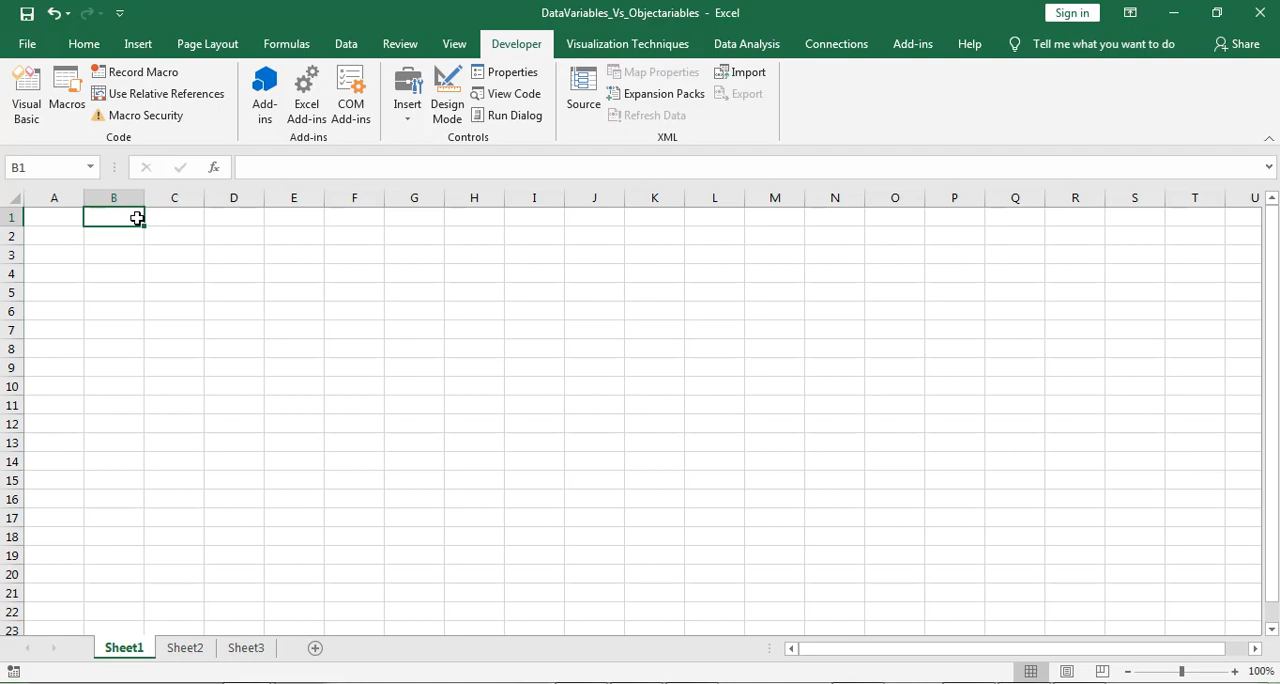 DataVariables_Vs_Objectariables - Excel
Sign in
File Home Insert Page Layout Formulas Data Review View Developer Visualization Techniques Data Analysis Connections Add-ins Help Tell me what you want to do Share
Visual Basic
Macros
Record Macro
Use Relative References
Macro Security
Code
Add-ins
Excel Add-ins
COM Add-ins
Add-ins
Insert
Design Mode
Properties
View Code
Run Dialog
Controls
Source
Map Properties
Expansion Packs
Refresh Data
Import
Export
XML
B1
fx
A B C D E F G H I J K L M N O P Q R S T U
1
2
3
4
5
6
7
8
9
10
11
12
13
14
15
16
17
18
19
20
21
22
23
Sheet1 Sheet2 Sheet3
100%